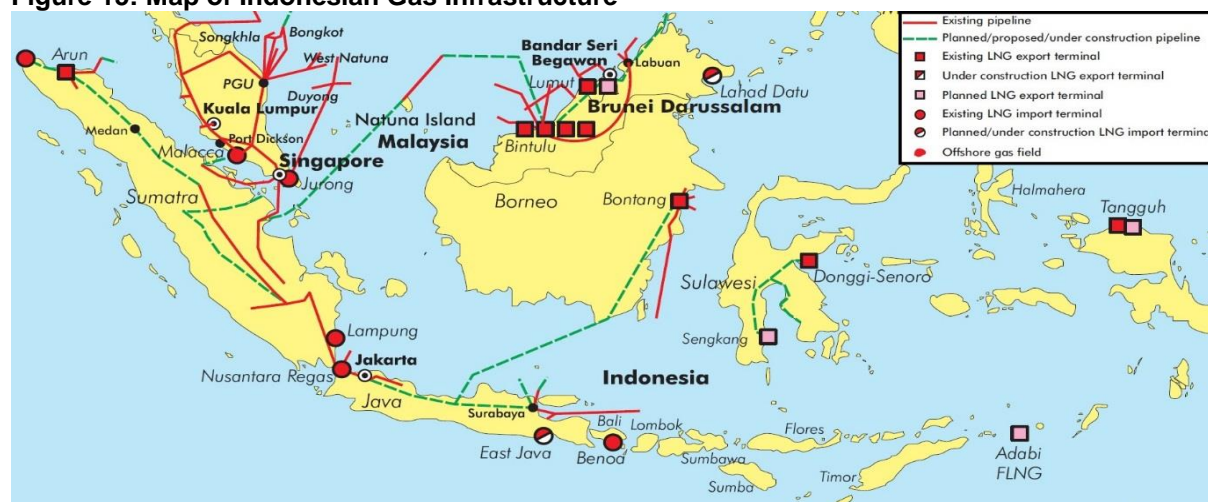 Figure 13: Map of Indonesian Gas Infrastructure
Existing pipeline
Planned/proposed/under construction pipeline
Existing LNG export terminal
Under construction LNG export terminal
Planned LNG export terminal
Existing LNG import terminal
Planned/under construction LNG import terminal
Offshore gas field
Songkhla
Bongkot
Arun
West Natuna
PGU
Duyong
Kuala Lumpur
Natuna Island
Medan
Port Dickson
Malaysia
Malacca
Singapore
Jurong
Sumatra
Bandar Seri
Begawan
Labuan
Lumut
Lahad Datu
Brunei Darussalam
Bintulu
Borneo
Bontang
Halmahera
Tangguh
Sulawesi
Donggi-Senoro
Sengkang
Lampung
Jakarta
Nusantara Regas
Java
Indonesia
Surabaya
Bali
Lombok
Flores
East Java
Benoa
Sumbawa
Sumba
Timor
Adabi
FLNG